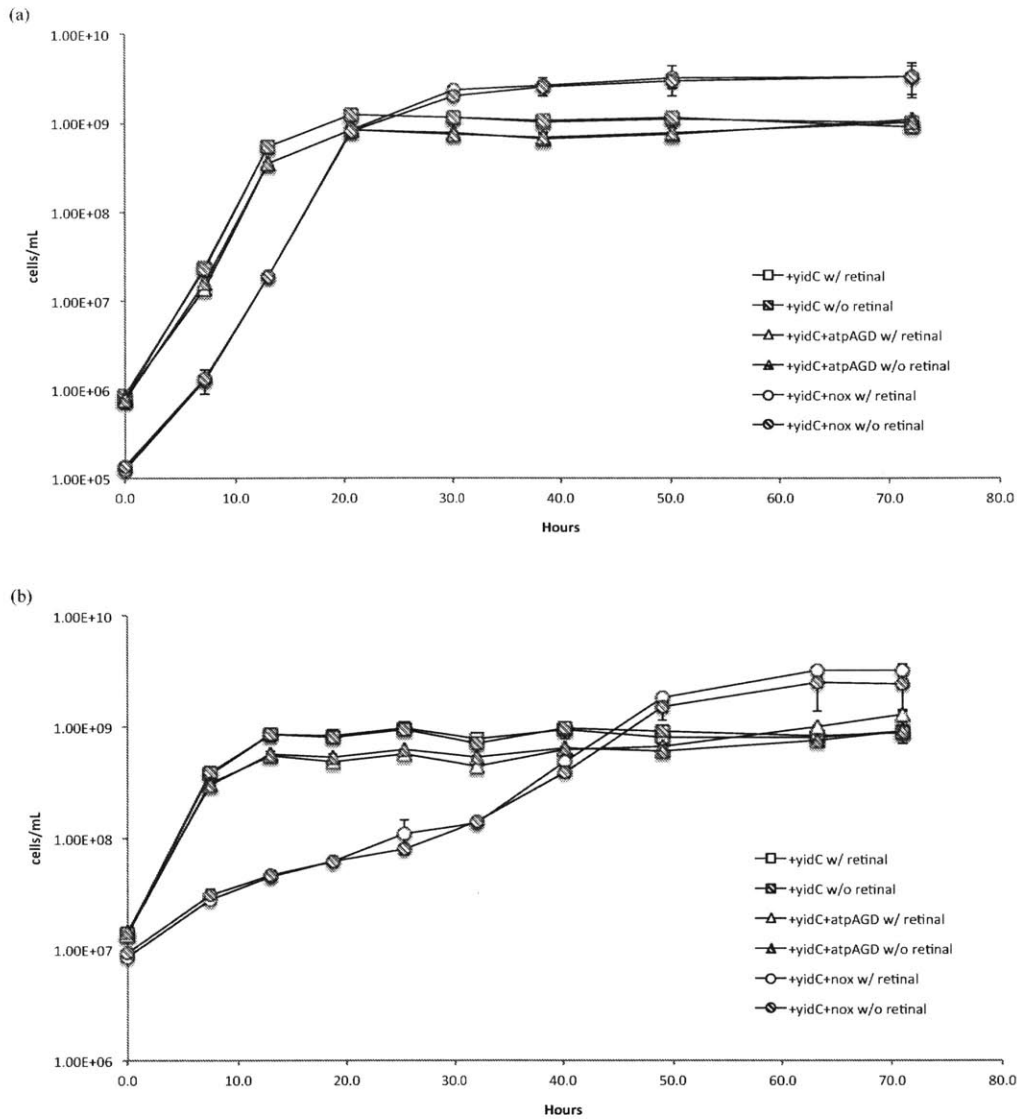 (a)
1.00E+10
1.00E+09
1.00E+08
1.00E+07
1.00E+06
1.00E+05
cells/mL
+yidC w/ retinal
+yidC w/o retinal
+yidC+atpAGD w/ retinal
+yidC+atpAGD w/o retinal
+yidC+nox w/ retinal
+yidC+nox w/o retinal
0.0 10.0 20.0 30.0 40.0 50.0 60.0 70.0 80.0
Hours
(b)
1.00E+10
1.00E+09
1.00E+08
1.00E+07
1.00E+06
cells/mL
+yidC w/ retinal
+yidC w/o retinal
+yidC+atpAGD w/ retinal
+yidC+atpAGD w/o retinal
+yidC+nox w/ retinal
+yidC+nox w/o retinal
0.0 10.0 20.0 30.0 40.0 50.0 60.0 70.0 80.0
Hours